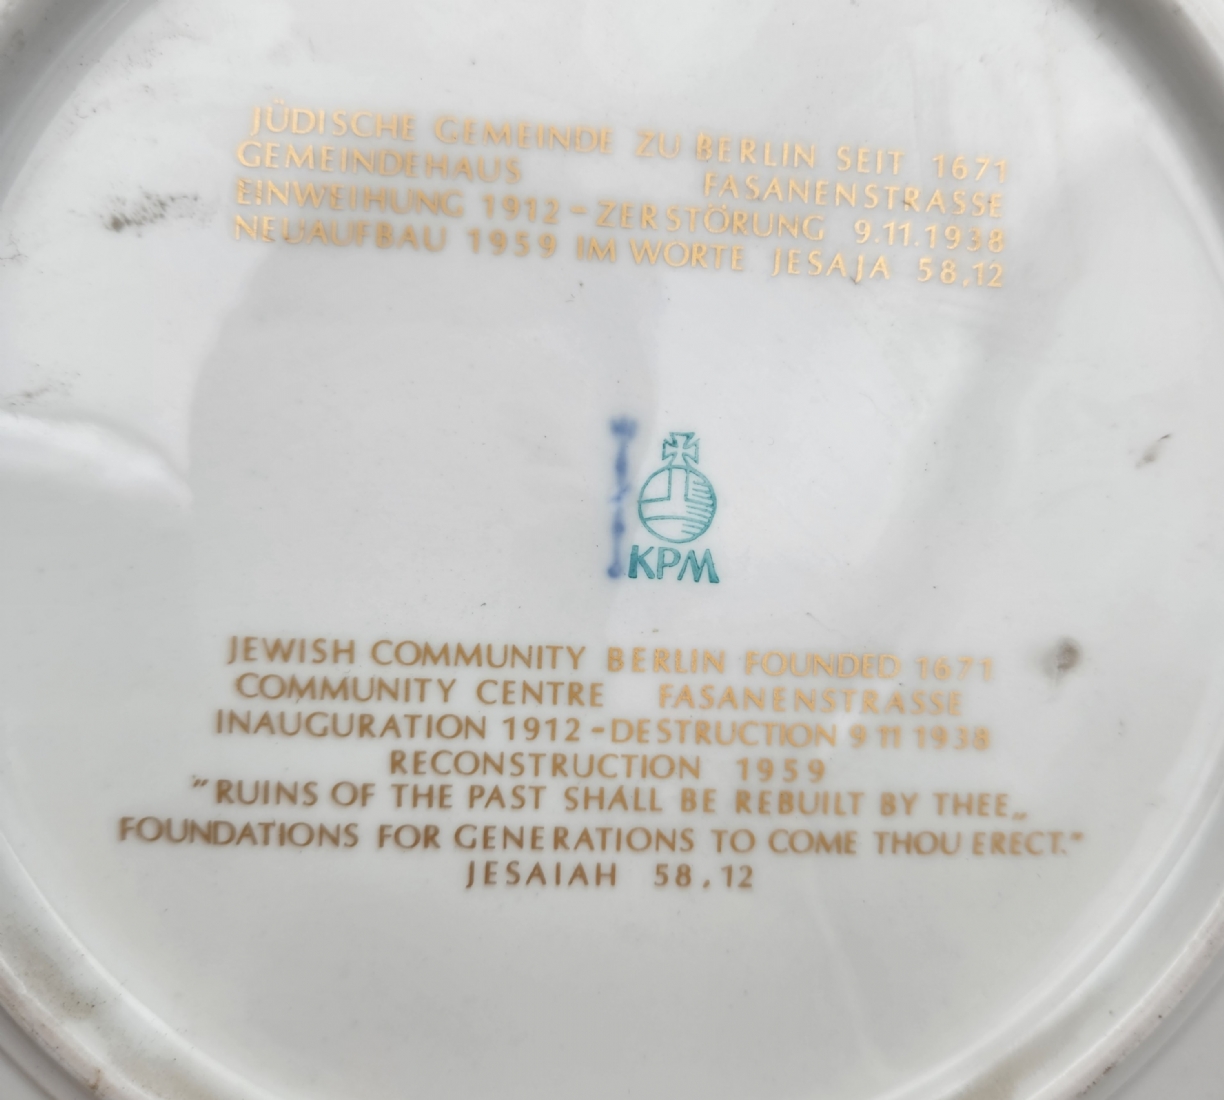 JÜDISCHE GEMEINDE ZU BERLIN SEIT 1671
GEMEINDEHAUS FASANENSTRASSE
EINWEIHUNG 1912 - ZERSTÖRUNG 9.11.1938
NEUAUFBAU 1959 IM WORTE JESAJA 58,12
KPM
JEWISH COMMUNITY BERLIN FOUNDED 1671
COMMUNITY CENTRE FASANENSTRASSE
INAUGURATION 1912 - DESTRUCTION 9 11 1938
RECONSTRUCTION 1959
"RUINS OF THE PAST SHALL BE REBUILT BY THEE„
FOUNDATIONS FOR GENERATIONS TO COME THOU ERECT."
JESAIAH 58,12